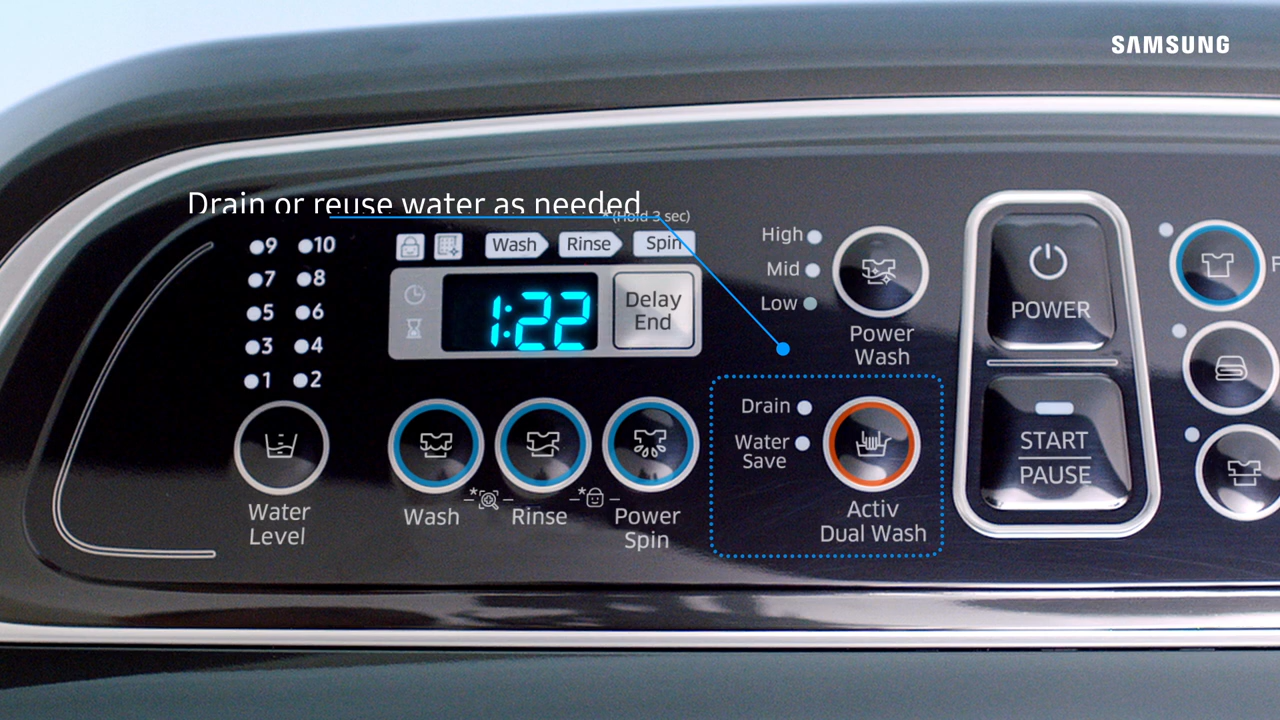 SAMSUNG
Drain or reuse water as needed
*(Hold 3 sec)
9 10
7 8
5 6
3 4
1 2
Water
Level
Wash Rinse Spin
1:22
Delay
End
* *
Wash Rinse Power
Spin
High
Mid
Low
Power
Wash
Drain
Water
Save
Activ
Dual Wash
POWER
START
PAUSE